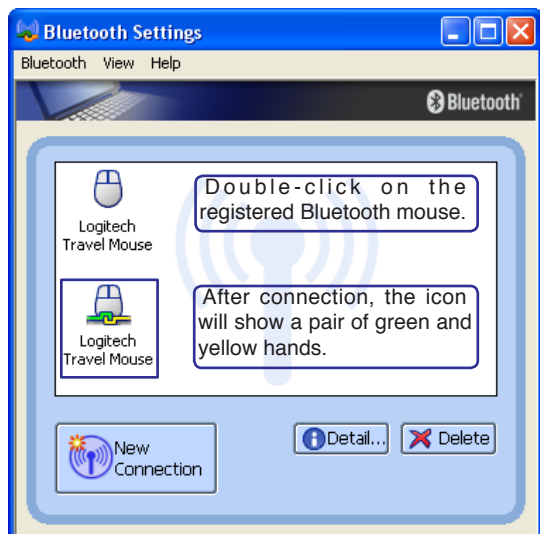 Bluetooth Settings
Bluetooth View Help
Bluetooth
Logitech
Travel Mouse
Double-click on the
registered Bluetooth mouse.
Logitech
Travel Mouse
After connection, the icon
will show a pair of green and
yellow hands.
New
Connection
Detail...
Delete